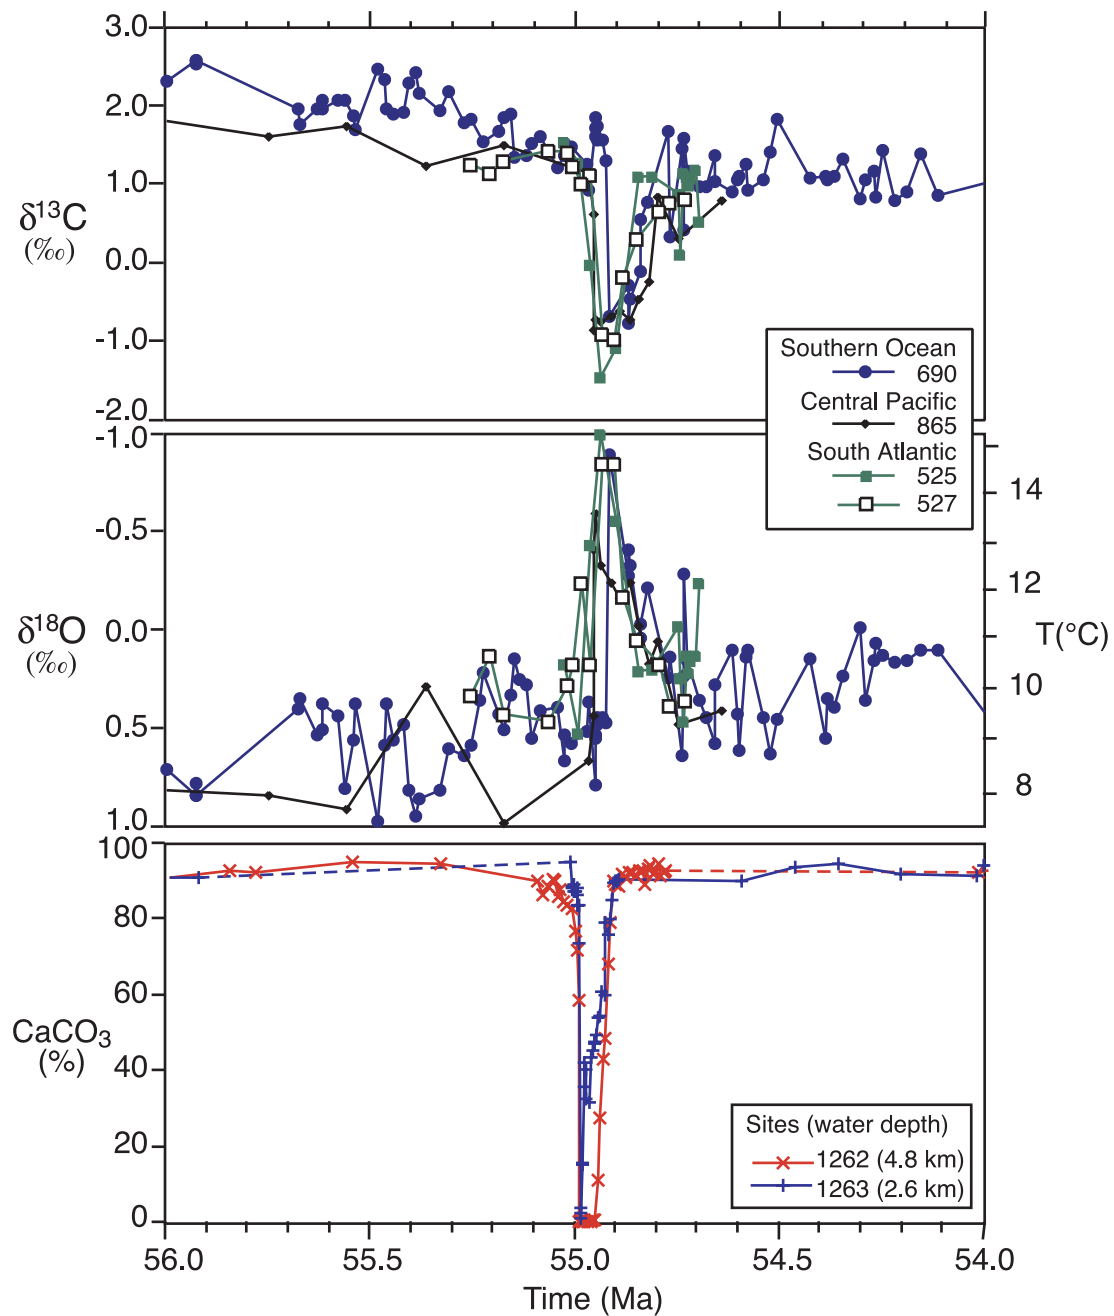 3.0
2.0
1.0
0.0
-1.0
-2.0
δ¹³C
(‰)
Southern Ocean
690
Central Pacific
865
South Atlantic
525
527
-1.0
-0.5
0.0
0.5
1.0
δ¹⁸O
(‰)
14
12
10
8
T(°C)
100
80
60
40
20
0
CaCO₃
(%)
Sites (water depth)
1262 (4.8 km)
1263 (2.6 km)
56.0 55.5 55.0 54.5 54.0
Time (Ma)